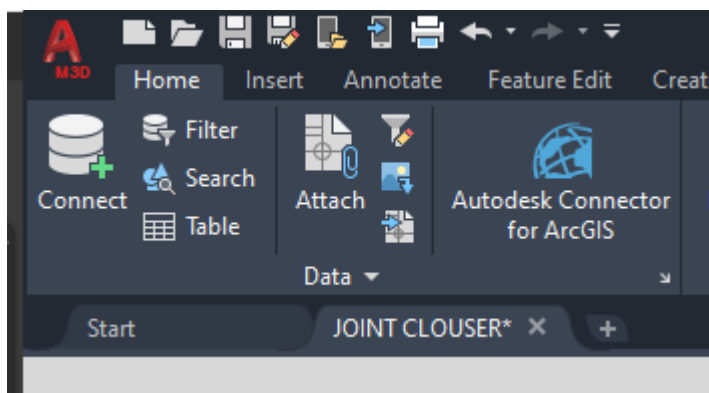 M3D
Home Insert Annotate Feature Edit Creat
Filter
Search
Table
Connect
Attach
Autodesk Connector
for ArcGIS
Data
Start JOINT CLOUSER*